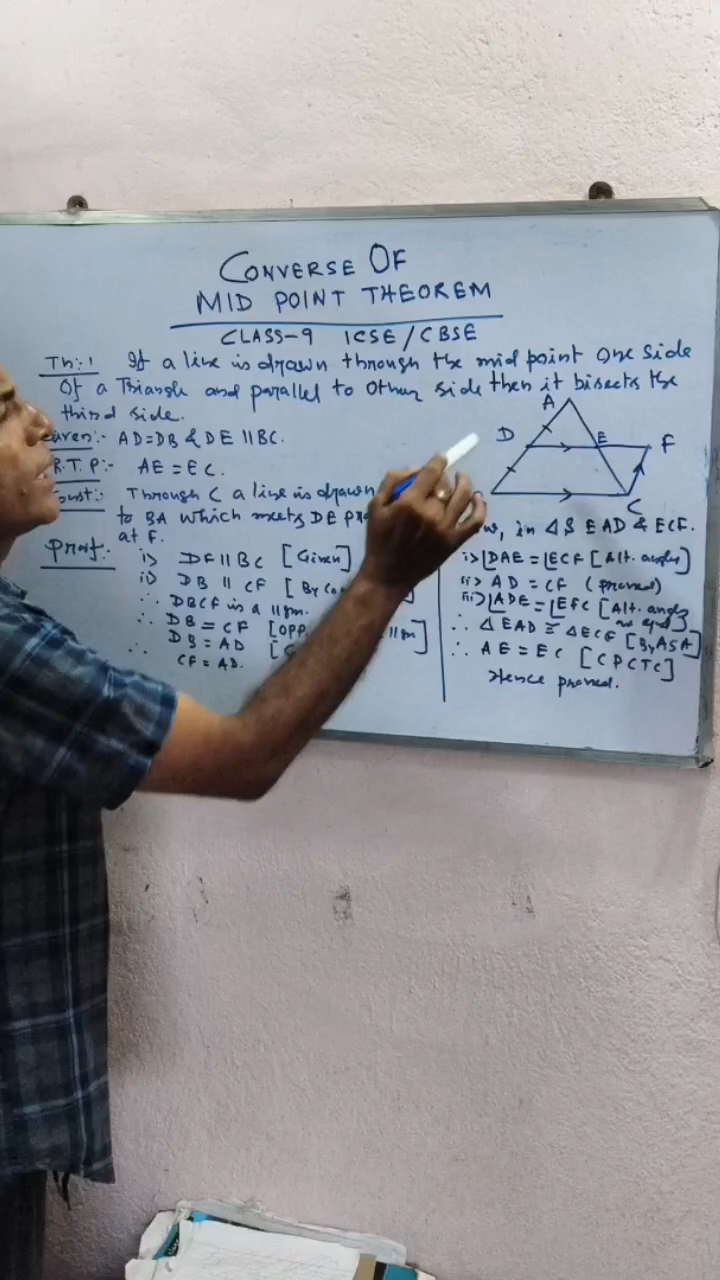 CONVERSE OF
MID POINT THEOREM
CLASS-9 ICSE/CBSE
Th:1 If a line is drawn through the mid point one side
of a Triangle and parallel to other side then it bisects the
third side.
AD=DB & DE || BC.
R.T.P:- AE = EC.
Const:- Through C a line is drawn
to BA which meets DE
at F.
Proof:-
i> DF || BC [Given]
ii) DB || CF [By
∴ DBCF is a ||gm.
∴ DB = CF [opp. ||gm]
DB = AD
∴ CF = AD.
A
D
E
F
C
in ΔS EAD & ECF.
i> ∠DAE = ∠ECF [Alt. angles]
ii> AD = CF (proved)
iii> ∠ADE = ∠EFC [Alt. angles
∴ ΔEAD ≅ ΔECF [By ASA]
∴ AE = EC [CPCTC]
Hence proved.